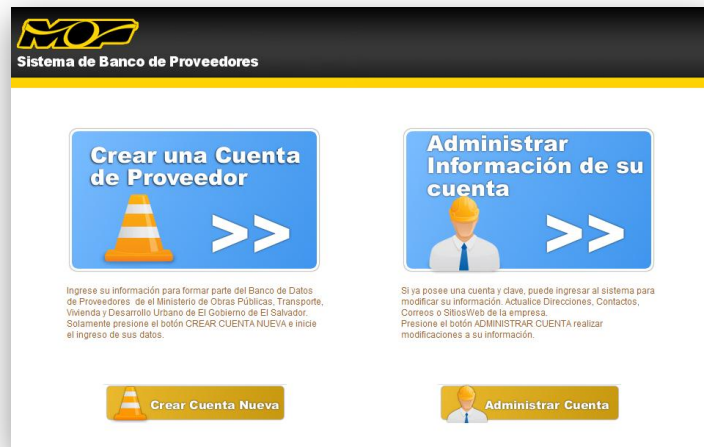 MOP
Sistema de Banco de Proveedores
Crear una Cuenta
de Proveedor
>>
Ingrese su información para formar parte del Banco de Datos
de Proveedores de el Ministerio de Obras Públicas, Transporte,
Vivienda y Desarrollo Urbano de El Gobierno de El Salvador.
Solamente presione el botón CREAR CUENTA NUEVA e inicie
el ingreso de sus datos.
Crear Cuenta Nueva
Administrar
Información de su
cuenta
>>
Si ya posee una cuenta y clave, puede ingresar al sistema para
modificar su información. Actualice Direcciones, Contactos,
Correos o SitiosWeb de la empresa.
Presione el botón ADMINISTRAR CUENTA realizar
modificaciones a su información.
Administrar Cuenta